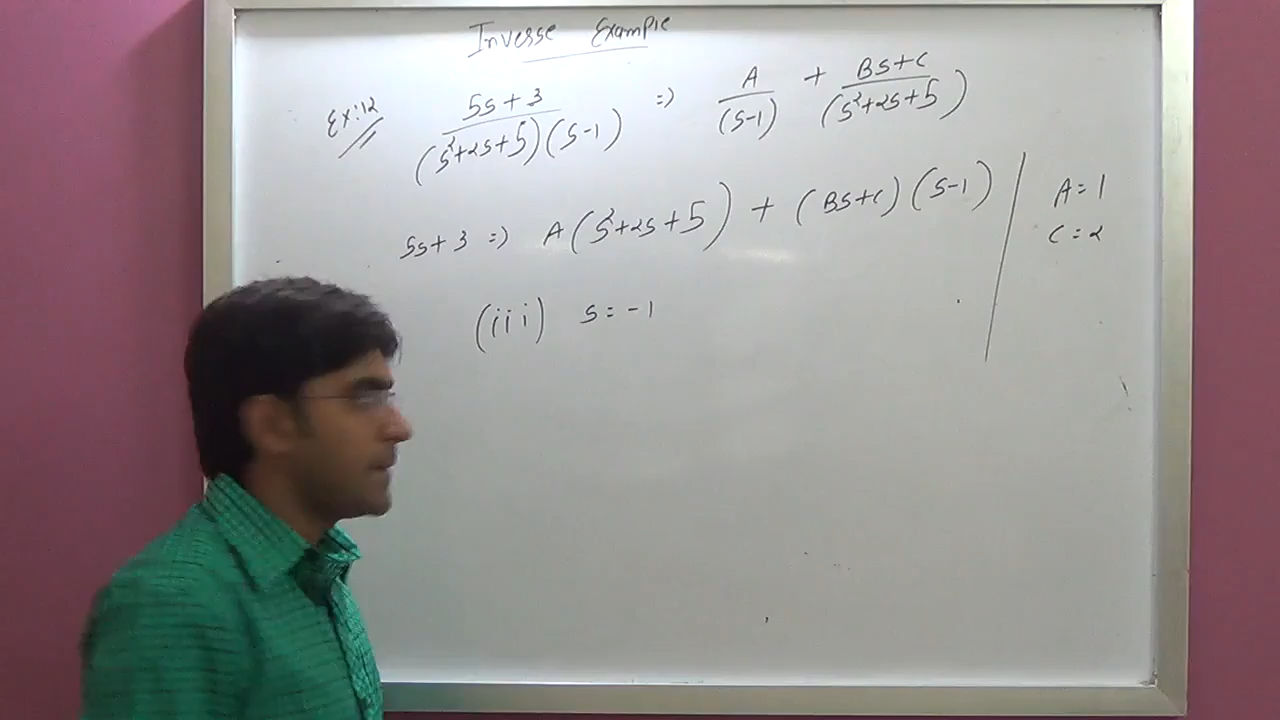 Inverse Example
Ex:12 5s+3 / (s²+2s+5)(s-1) => A / (s-1) + Bs+c / (s²+2s+5)
5s+3 => A(s²+2s+5) + (Bs+c)(s-1)
A=1
c=2
(iii) s=-1